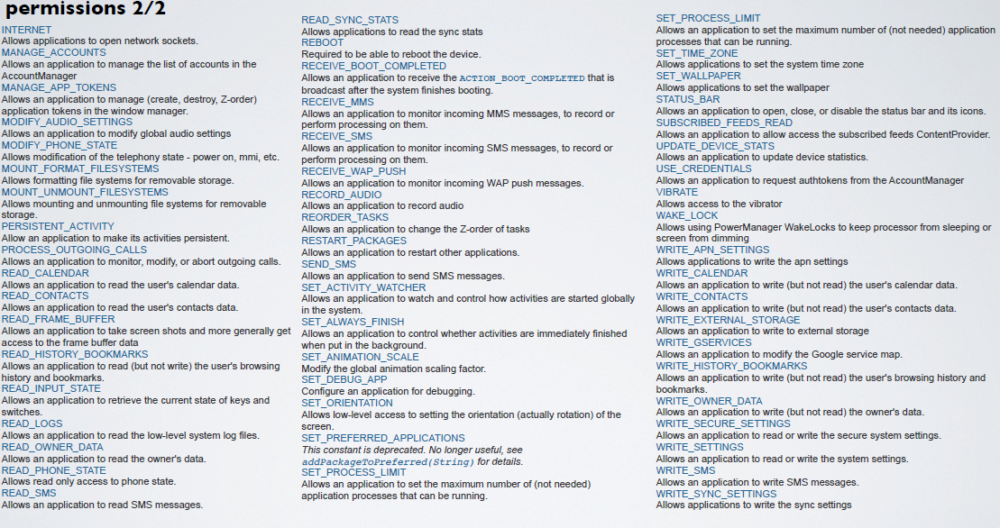 permissions 2/2
INTERNET
Allows applications to open network sockets.
MANAGE_ACCOUNTS
Allows an application to manage the list of accounts in the
AccountManager
MANAGE_APP_TOKENS
Allows an application to manage (create, destroy, Z-order)
application tokens in the window manager.
MODIFY_AUDIO_SETTINGS
Allows an application to modify global audio settings
MODIFY_PHONE_STATE
Allows modification of the telephony state - power on, mmi, etc.
MOUNT_FORMAT_FILESYSTEMS
Allows formatting file systems for removable storage.
MOUNT_UNMOUNT_FILESYSTEMS
Allows mounting and unmounting file systems for removable
storage.
PERSISTENT_ACTIVITY
Allow an application to make its activities persistent.
PROCESS_OUTGOING_CALLS
Allows an application to monitor, modify, or abort outgoing calls.
READ_CALENDAR
Allows an application to read the user's calendar data.
READ_CONTACTS
Allows an application to read the user's contacts data.
READ_FRAME_BUFFER
Allows an application to take screen shots and more generally get
access to the frame buffer data
READ_HISTORY_BOOKMARKS
Allows an application to read (but not write) the user's browsing
history and bookmarks.
READ_INPUT_STATE
Allows an application to retrieve the current state of keys and
switches.
READ_LOGS
Allows an application to read the low-level system log files.
READ_OWNER_DATA
Allows an application to read the owner's data.
READ_PHONE_STATE
Allows read only access to phone state.
READ_SMS
Allows an application to read SMS messages.
READ_SYNC_STATS
Allows applications to read the sync stats
REBOOT
Required to be able to reboot the device.
RECEIVE_BOOT_COMPLETED
Allows an application to receive the ACTION_BOOT_COMPLETED that is
broadcast after the system finishes booting.
RECEIVE_MMS
Allows an application to monitor incoming MMS messages, to record or
perform processing on them.
RECEIVE_SMS
Allows an application to monitor incoming SMS messages, to record or
perform processing on them.
RECEIVE_WAP_PUSH
Allows an application to monitor incoming WAP push messages.
RECORD_AUDIO
Allows an application to record audio
REORDER_TASKS
Allows an application to change the Z-order of tasks
RESTART_PACKAGES
Allows an application to restart other applications.
SEND_SMS
Allows an application to send SMS messages.
SET_ACTIVITY_WATCHER
Allows an application to watch and control how activities are started globally
in the system.
SET_ALWAYS_FINISH
Allows an application to control whether activities are immediately finished
when put in the background.
SET_ANIMATION_SCALE
Modify the global animation scaling factor.
SET_DEBUG_APP
Configure an application for debugging.
SET_ORIENTATION
Allows low-level access to setting the orientation (actually rotation) of the
screen.
SET_PREFERRED_APPLICATIONS
This constant is deprecated. No longer useful, see
addPackageToPreferred(String) for details.
SET_PROCESS_LIMIT
Allows an application to set the maximum number of (not needed)
application processes that can be running.
SET_PROCESS_LIMIT
Allows an application to set the maximum number of (not needed) application
processes that can be running.
SET_TIME_ZONE
Allows applications to set the system time zone
SET_WALLPAPER
Allows applications to set the wallpaper
STATUS_BAR
Allows an application to open, close, or disable the status bar and its icons.
SUBSCRIBED_FEEDS_READ
Allows an application to allow access the subscribed feeds ContentProvider.
UPDATE_DEVICE_STATS
Allows an application to update device statistics.
USE_CREDENTIALS
Allows an application to request authtokens from the AccountManager
VIBRATE
Allows access to the vibrator
WAKE_LOCK
Allows using PowerManager WakeLocks to keep processor from sleeping or
screen from dimming
WRITE_APN_SETTINGS
Allows applications to write the apn settings
WRITE_CALENDAR
Allows an application to write (but not read) the user's calendar data.
WRITE_CONTACTS
Allows an application to write (but not read) the user's contacts data.
WRITE_EXTERNAL_STORAGE
Allows an application to write to external storage
WRITE_GSERVICES
Allows an application to modify the Google service map.
WRITE_HISTORY_BOOKMARKS
Allows an application to write (but not read) the user's browsing history and
bookmarks.
WRITE_OWNER_DATA
Allows an application to write (but not read) the owner's data.
WRITE_SECURE_SETTINGS
Allows an application to read or write the secure system settings.
WRITE_SETTINGS
Allows an application to read or write the system settings.
WRITE_SMS
Allows an application to write SMS messages.
WRITE_SYNC_SETTINGS
Allows applications to write the sync settings